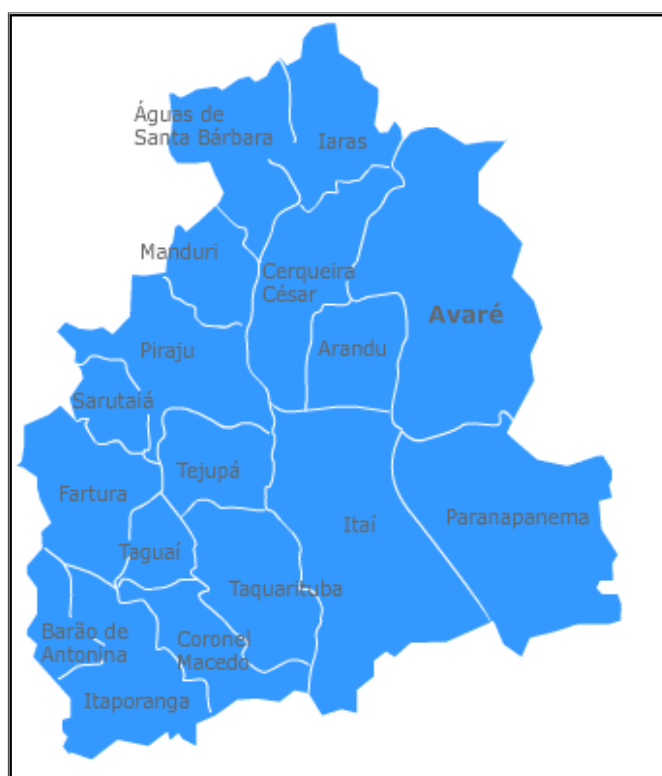 Águas de
Santa Bárbara
Iaras
Manduri
Cerqueira
César
Avaré
Piraju
Arandu
Sarutaiá
Tejupá
Fartura
Itaí
Paranapanema
Taguaí
Taquarituba
Barão de
Antonina
Coronel
Macedo
Itaporanga